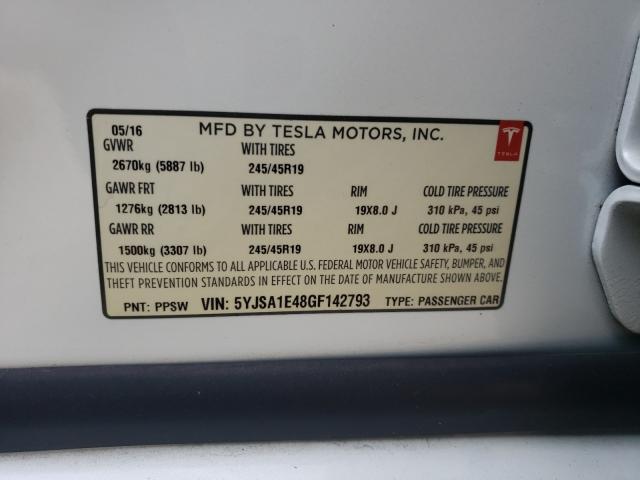 05/16 MFD BY TESLA MOTORS, INC.
GVWR WITH TIRES TESLA
2670kg (5887 lb) 245/45R19
GAWR FRT WITH TIRES RIM COLD TIRE PRESSURE
1276kg (2813 lb) 245/45R19 19X8.0 J 310 kPa, 45 psi
GAWR RR WITH TIRES RIM COLD TIRE PRESSURE
1500kg (3307 lb) 245/45R19 19X8.0 J 310 kPa, 45 psi
THIS VEHICLE CONFORMS TO ALL APPLICABLE U.S. FEDERAL MOTOR VEHICLE SAFETY, BUMPER, AND
THEFT PREVENTION STANDARDS IN EFFECT ON THE DATE OF MANUFACTURE SHOWN ABOVE.
PNT: PPSW VIN: 5YJSA1E48GF142793 TYPE: PASSENGER CAR